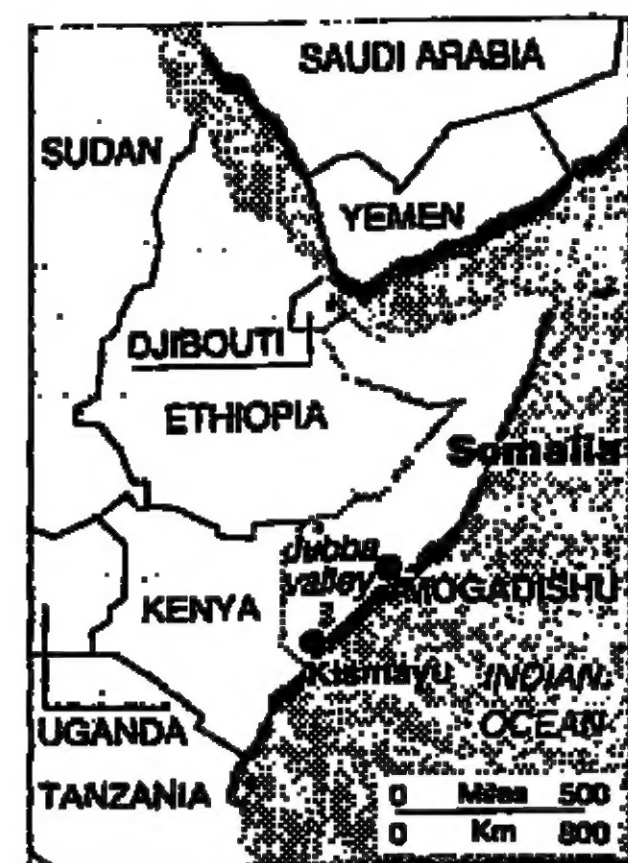 SAUDI ARABIA
SUDAN
YEMEN
DJIBOUTI
ETHIOPIA
Somalia
Jubba
valley
MOGADISHU
KENYA
Kismayu
INDIAN
OCEAN
UGANDA
TANZANIA
0 Miles 500
0 Km 800